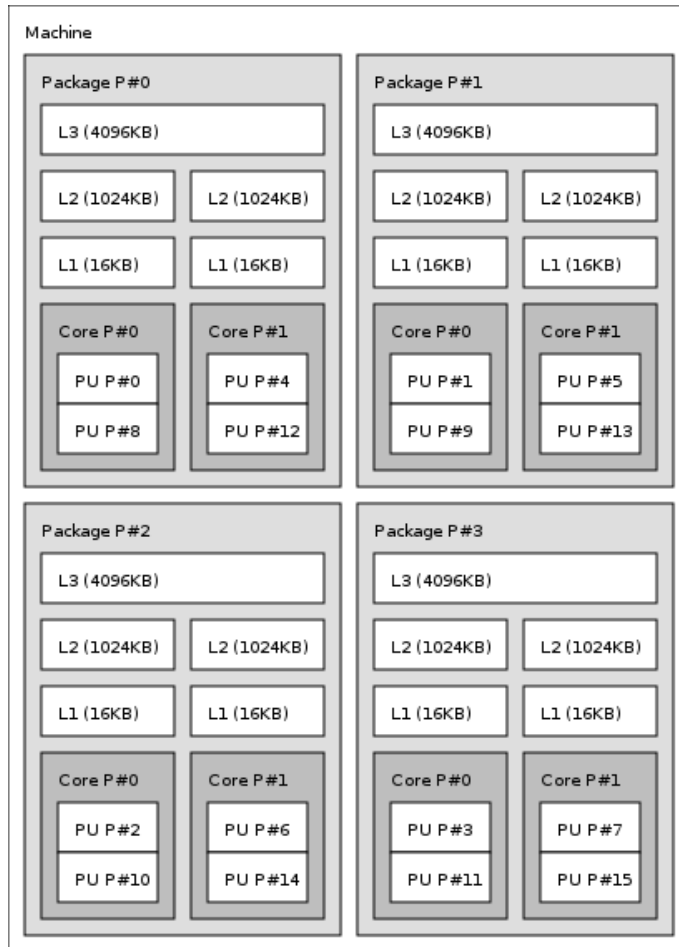 Machine
Package P#0
L3 (4096KB)
L2 (1024KB) L2 (1024KB)
L1 (16KB) L1 (16KB)
Core P#0 Core P#1
PU P#0 PU P#4
PU P#8 PU P#12
Package P#1
L3 (4096KB)
L2 (1024KB) L2 (1024KB)
L1 (16KB) L1 (16KB)
Core P#0 Core P#1
PU P#1 PU P#5
PU P#9 PU P#13
Package P#2
L3 (4096KB)
L2 (1024KB) L2 (1024KB)
L1 (16KB) L1 (16KB)
Core P#0 Core P#1
PU P#2 PU P#6
PU P#10 PU P#14
Package P#3
L3 (4096KB)
L2 (1024KB) L2 (1024KB)
L1 (16KB) L1 (16KB)
Core P#0 Core P#1
PU P#3 PU P#7
PU P#11 PU P#15